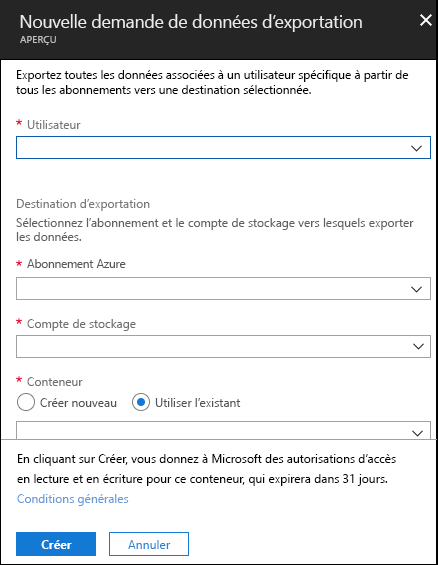 Nouvelle demande de données d'exportation
APERÇU
Exportez toutes les données associées à un utilisateur spécifique à partir de
tous les abonnements vers une destination sélectionnée.
* Utilisateur
Destination d'exportation
Sélectionnez l'abonnement et le compte de stockage vers lesquels exporter
les données.
* Abonnement Azure
* Compte de stockage
* Conteneur
Créer nouveau Utiliser l'existant
En cliquant sur Créer, vous donnez à Microsoft des autorisations d'accès
en lecture et en écriture pour ce conteneur, qui expirera dans 31 jours.
Conditions générales
Créer Annuler